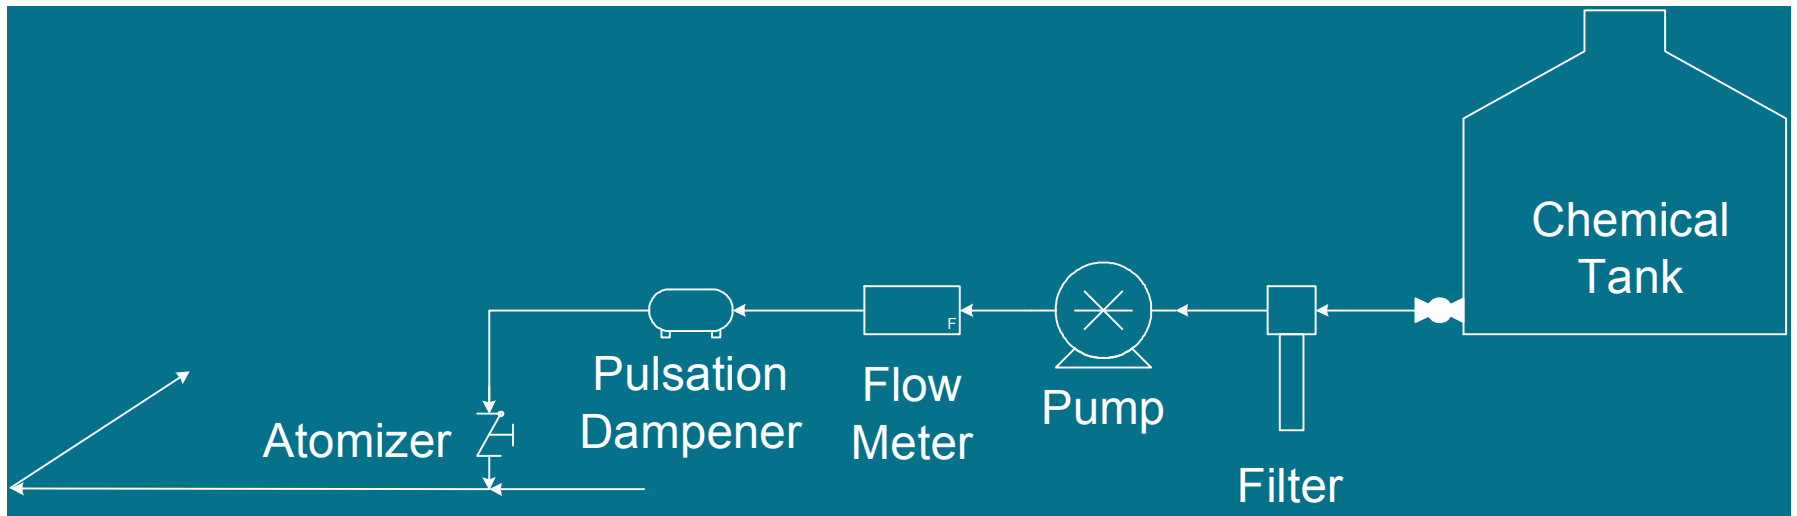 Chemical
Tank
F
Pulsation
Dampener
Flow
Meter
Pump
Atomizer
Filter